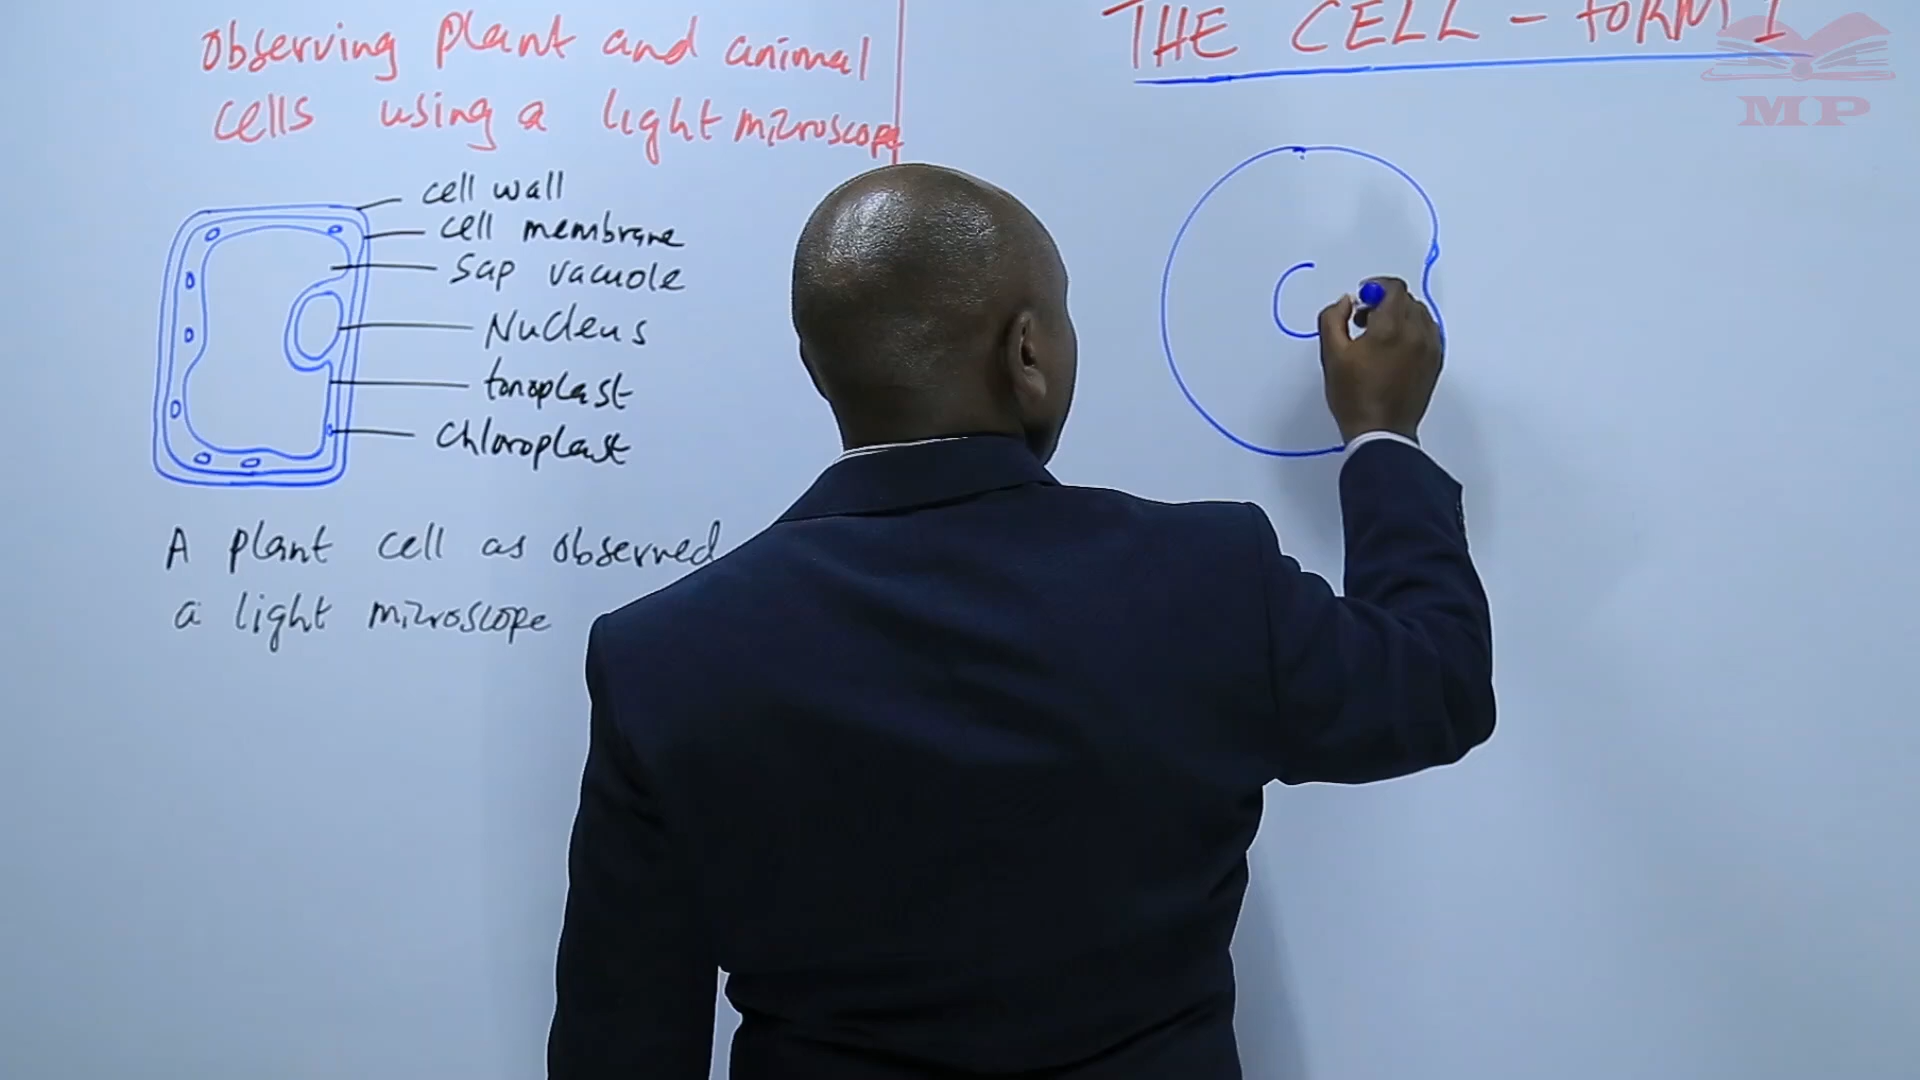 Observing plant and animal
cells using a light microscope
cell wall
cell membrane
sap vacuole
Nucleus
tonoplast
chloroplast
A plant cell as observed
a light microscope
THE CELL - FORM 1
MP